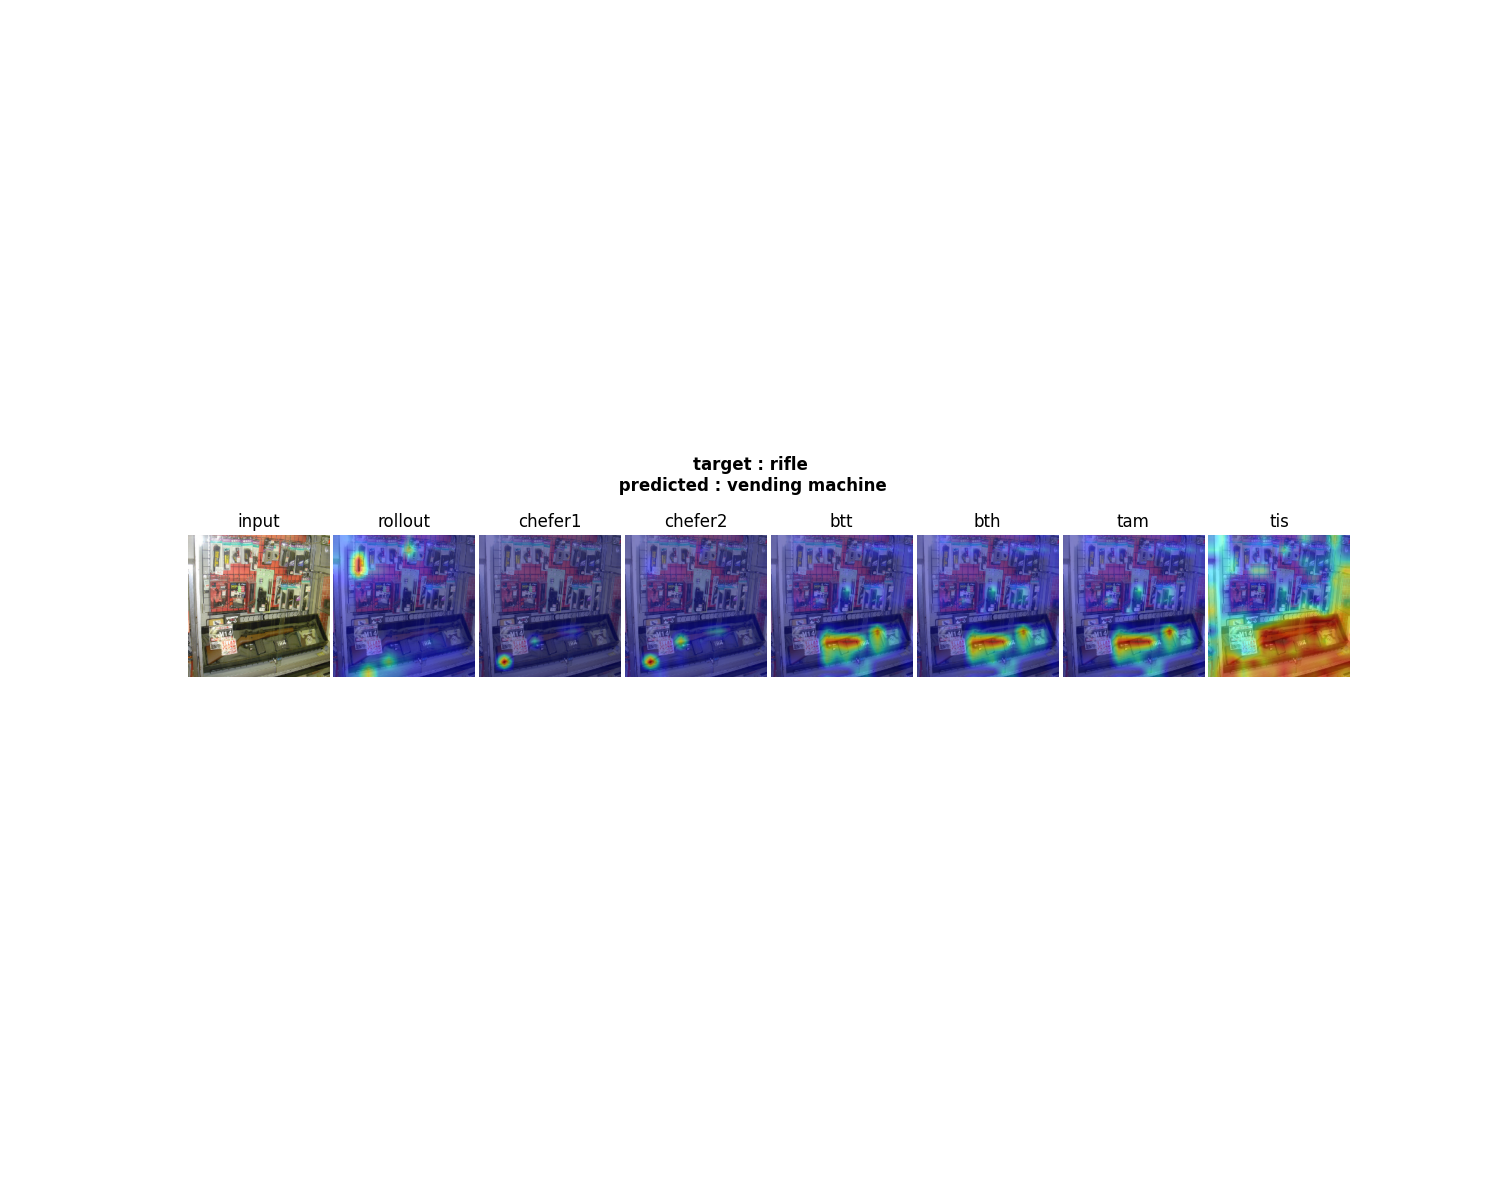 target : rifle
predicted : vending machine
input rollout chefer1 chefer2 btt bth tam tis